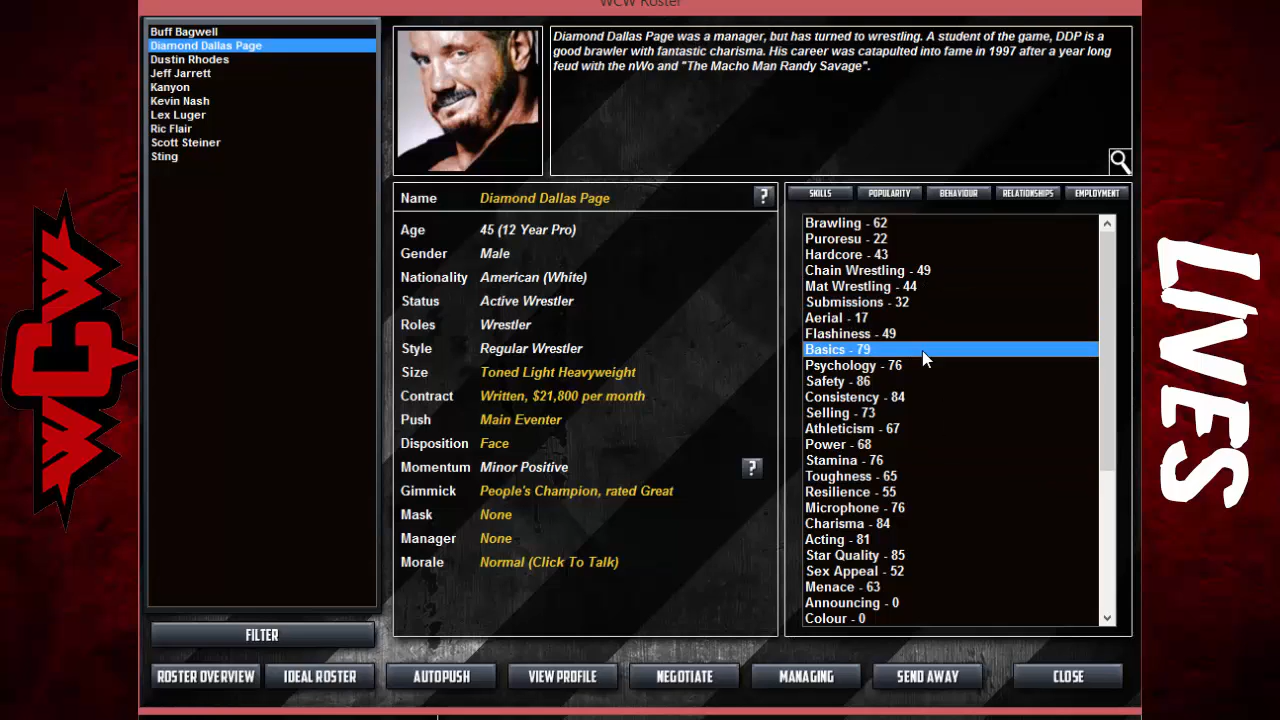 WCW Roster
Buff Bagwell
Diamond Dallas Page
Dustin Rhodes
Jeff Jarrett
Kanyon
Kevin Nash
Lex Luger
Ric Flair
Scott Steiner
Sting
Diamond Dallas Page was a manager, but has turned to wrestling. A student of the game, DDP is a
good brawler with fantastic charisma. His career was catapulted into fame in 1997 after a year long
feud with the nWo and "The Macho Man Randy Savage".
Name Diamond Dallas Page ?
Age 45 (12 Year Pro)
Gender Male
Nationality American (White)
Status Active Wrestler
Roles Wrestler
Style Regular Wrestler
Size Toned Light Heavyweight
Contract Written, $21,800 per month
Push Main Eventer
Disposition Face
Momentum Minor Positive ?
Gimmick People's Champion, rated Great
Mask None
Manager None
Morale Normal (Click To Talk)
SKILLS POPULARITY BEHAVIOUR RELATIONSHIPS EMPLOYMENT
Brawling - 62
Puroresu - 22
Hardcore - 43
Chain Wrestling - 49
Mat Wrestling - 44
Submissions - 32
Aerial - 17
Flashiness - 49
Basics - 79
Psychology - 76
Safety - 86
Consistency - 84
Selling - 73
Athleticism - 67
Power - 68
Stamina - 76
Toughness - 65
Resilience - 55
Microphone - 76
Charisma - 84
Acting - 81
Star Quality - 85
Sex Appeal - 52
Menace - 63
Announcing - 0
Colour - 0
FILTER
ROSTER OVERVIEW IDEAL ROSTER AUTOPUSH VIEW PROFILE NEGOTIATE MANAGING SEND AWAY CLOSE
WCW
LIVES